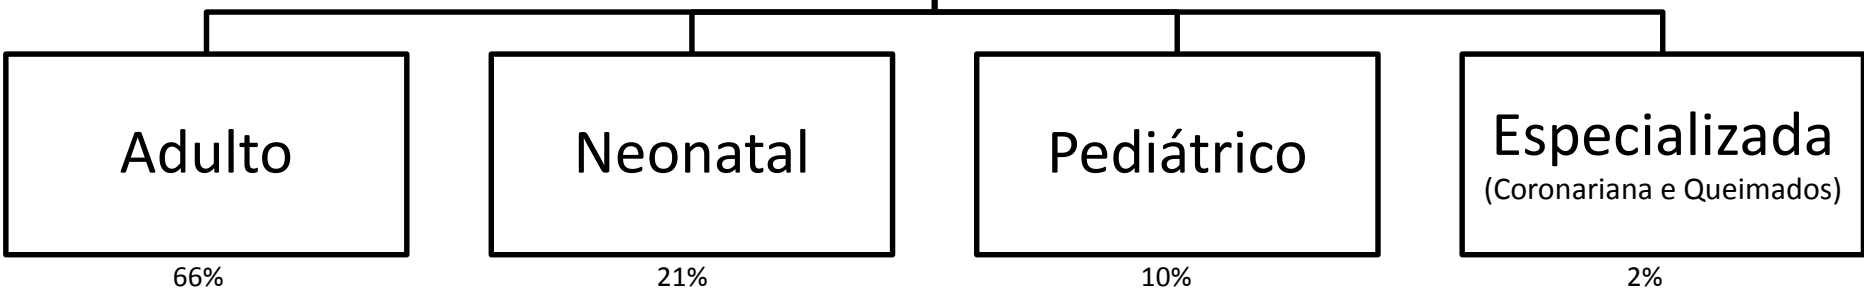 Adulto
Neonatal
Pediátrico
Especializada
(Coronariana e Queimados)
66%
21%
10%
2%